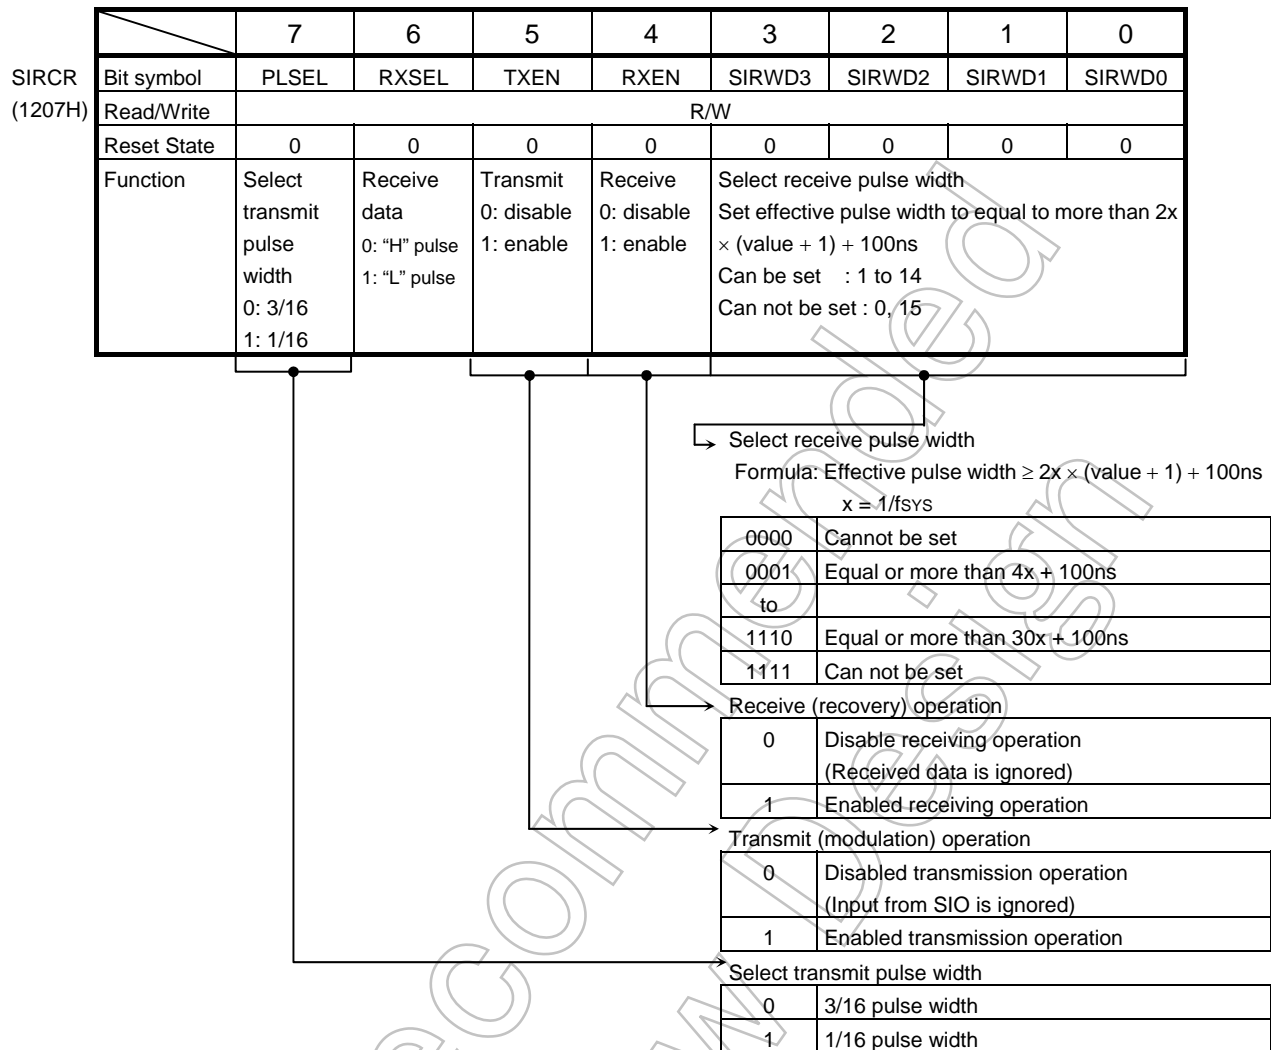 7 6 5 4 3 2 1 0
SIRCR Bit symbol PLSEL RXSEL TXEN RXEN SIRWD3 SIRWD2 SIRWD1 SIRWD0
(1207H) Read/Write R/W
Reset State 0 0 0 0 0 0 0 0
Function Select Receive Transmit Receive Select receive pulse width
transmit data 0: disable 0: disable Set effective pulse width to equal to more than 2x
pulse 0: “H” pulse 1: enable 1: enable × (value + 1) + 100ns
width 1: “L” pulse Can be set : 1 to 14
0: 3/16 Can not be set : 0, 15
1: 1/16
Select receive pulse width
Formula: Effective pulse width ≥ 2x × (value + 1) + 100ns
x = 1/fSYS
0000 Cannot be set
0001 Equal or more than 4x + 100ns
to
1110 Equal or more than 30x + 100ns
1111 Can not be set
Receive (recovery) operation
0 Disable receiving operation
(Received data is ignored)
1 Enabled receiving operation
Transmit (modulation) operation
0 Disabled transmission operation
(Input from SIO is ignored)
1 Enabled transmission operation
Select transmit pulse width
0 3/16 pulse width
1 1/16 pulse width
ecommended
w Design